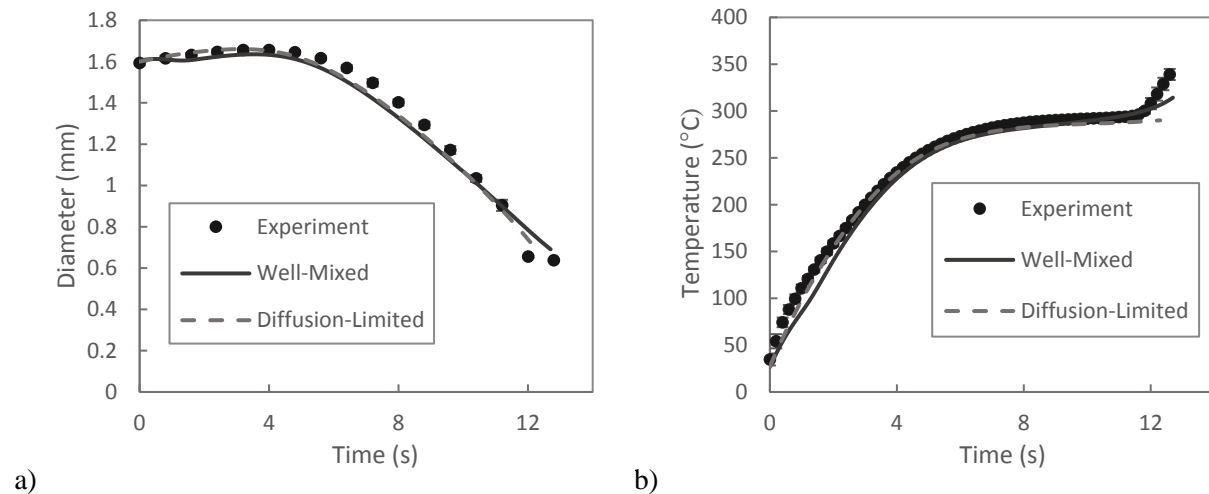 1.8
1.6
1.4
1.2
1
0.8
0.6
0.4
0.2
0
Diameter (mm)
Experiment
Well-Mixed
Diffusion-Limited
0 4 8 12
Time (s)
a)
400
350
300
250
200
150
100
50
0
Temperature (°C)
Experiment
Well-Mixed
Diffusion-Limited
0 4 8 12
Time (s)
b)